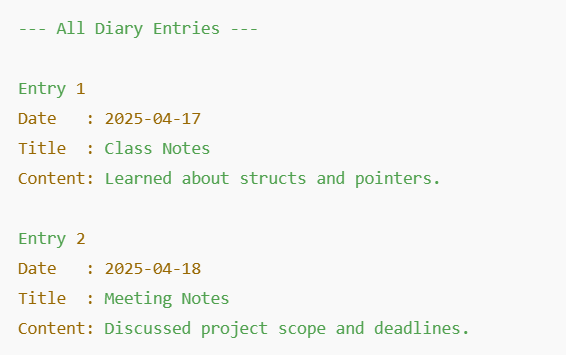 --- All Diary Entries ---
Entry 1
Date   : 2025-04-17
Title  : Class Notes
Content: Learned about structs and pointers.
Entry 2
Date   : 2025-04-18
Title  : Meeting Notes
Content: Discussed project scope and deadlines.